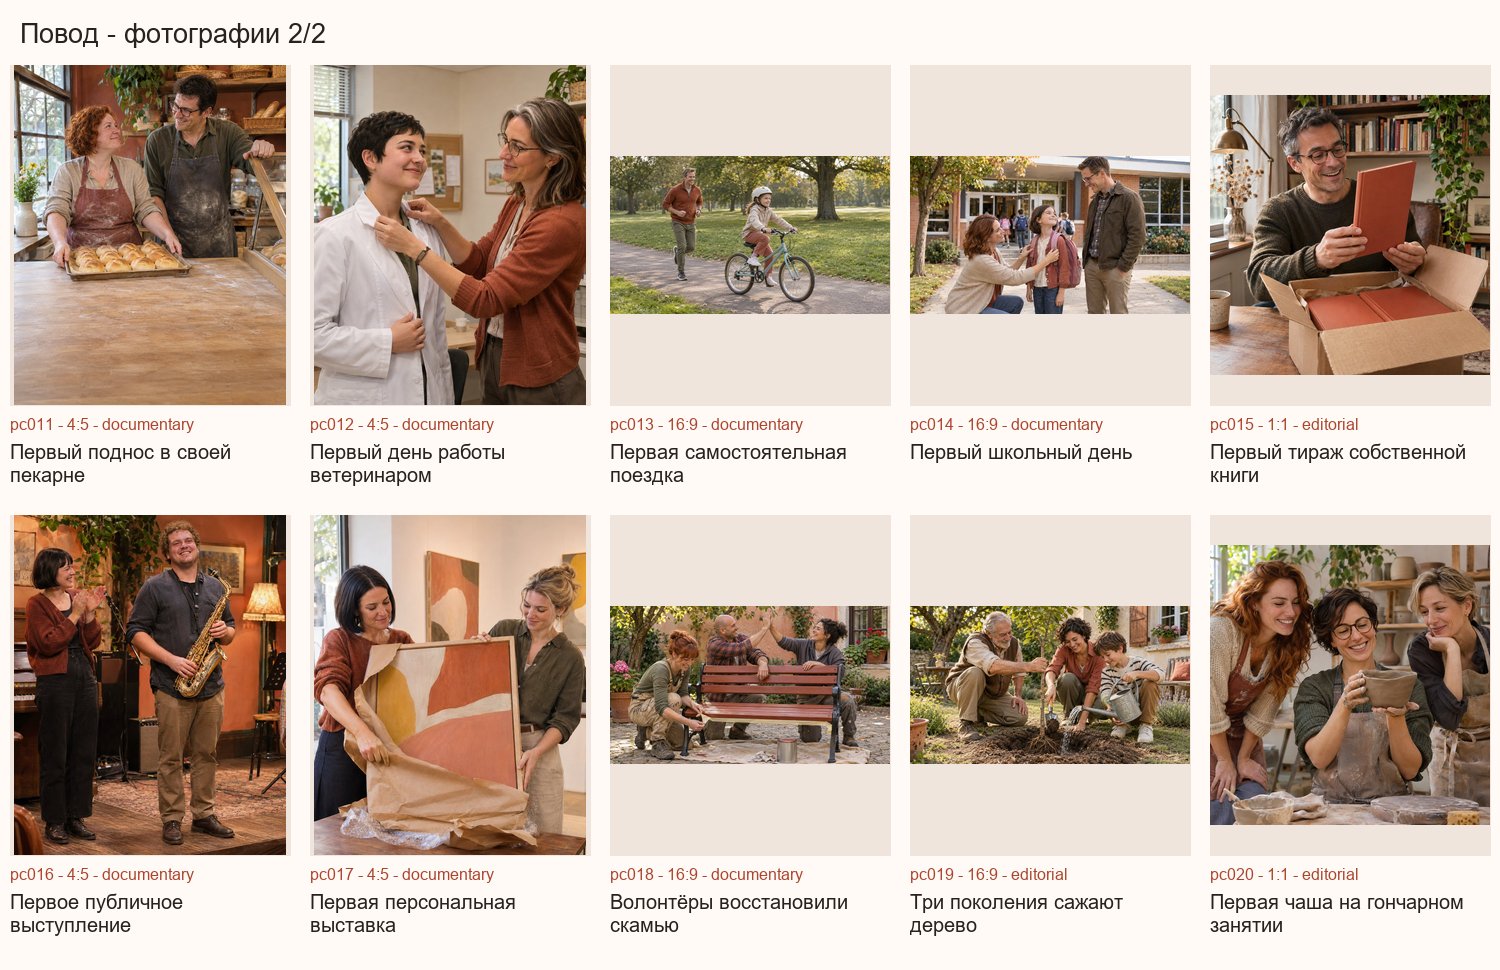 Повод - фотографии 2/2
pc011 - 4:5 - documentary
Первый поднос в своей
пекарне
pc012 - 4:5 - documentary
Первый день работы
ветеринаром
pc013 - 16:9 - documentary
Первая самостоятельная
поездка
pc014 - 16:9 - documentary
Первый школьный день
pc015 - 1:1 - editorial
Первый тираж собственной
книги
pc016 - 4:5 - documentary
Первое публичное
выступление
pc017 - 4:5 - documentary
Первая персональная
выставка
pc018 - 16:9 - documentary
Волонтёры восстановили
скамью
pc019 - 16:9 - editorial
Три поколения сажают
дерево
pc020 - 1:1 - editorial
Первая чаша на гончарном
занятии